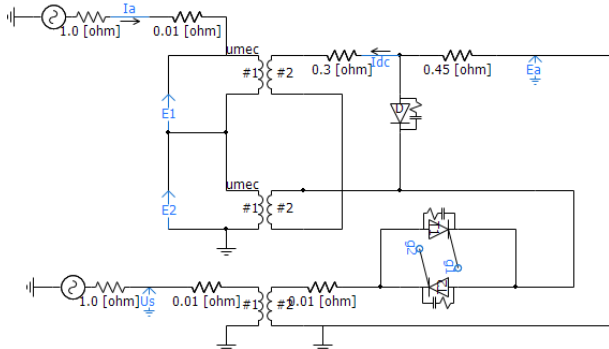 Ia
1.0 [ohm] 0.01 [ohm]
umec
#1 #2 0.3 [ohm] Idc 0.45 [ohm] Ea
E1
D
umec
#1 #2
E2
g2
g1
1.0 [ohm] Us 0.01 [ohm] #1 #2 0.01 [ohm]